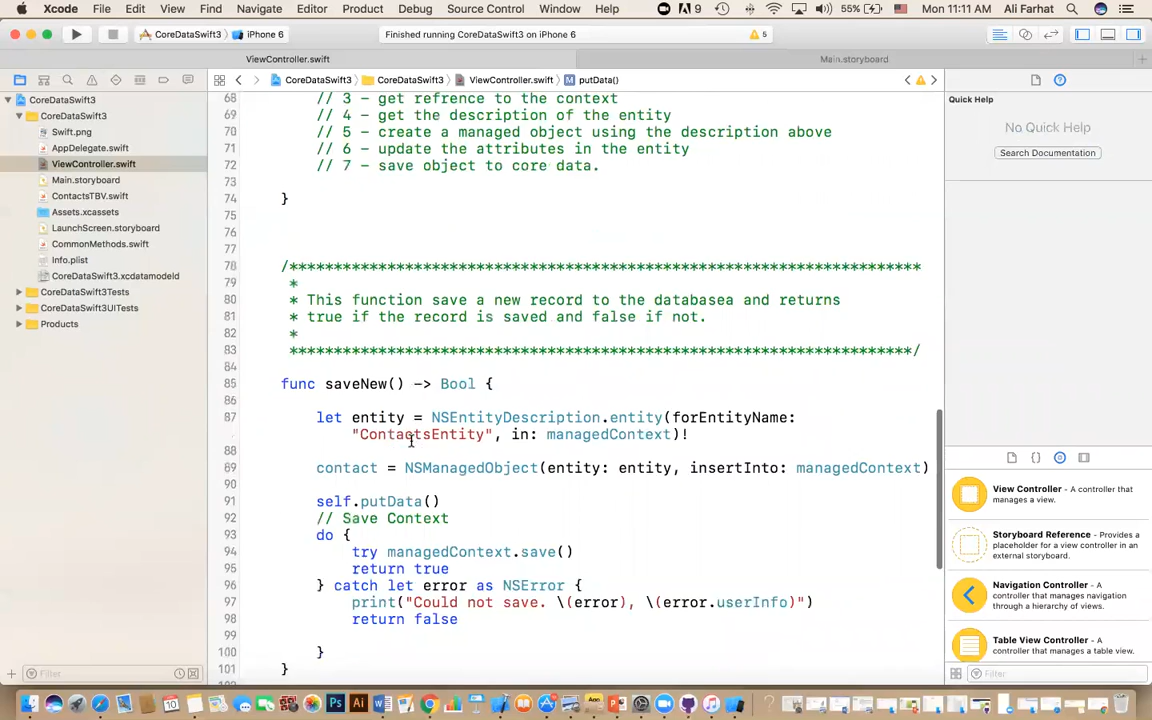 Xcode File Edit View Find Navigate Editor Product Debug Source Control Window Help 9 55% Mon 11:11 AM Ali Farhat
CoreDataSwift3 iPhone 6 Finished running CoreDataSwift3 on iPhone 6 5
ViewController.swift Main.storyboard
CoreDataSwift3 CoreDataSwift3 ViewController.swift M putData()
CoreDataSwift3
CoreDataSwift3
Swift.png
AppDelegate.swift
ViewController.swift
Main.storyboard
ContactsTBV.swift
Assets.xcassets
LaunchScreen.storyboard
CommonMethods.swift
Info.plist
CoreDataSwift3.xcdatamodeld
CoreDataSwift3Tests
CoreDataSwift3UITests
Products
Filter
68 // 3 - get refrence to the context
69 // 4 - get the description of the entity
70 // 5 - create a managed object using the description above
71 // 6 - update the attributes in the entity
72 // 7 - save object to core data.
73
74 }
75
76
77
78 /***********************************************************************
79 *
80 * This function save a new record to the databasea and returns
81 true if the record is saved and false if not.
82 *
83 **********************************************************************/
84
85 func saveNew() -> Bool {
86
87 let entity = NSEntityDescription.entity(forEntityName:
"ContactsEntity", in: managedContext)!
88
89 contact = NSManagedObject(entity: entity, insertInto: managedContext)
90
91 self.putData()
92 // Save Context
93 do {
94 try managedContext.save()
95 return true
96 } catch let error as NSError {
97 print("Could not save. \(error), \(error.userInfo)")
98 return false
99
100 }
101 }
Quick Help
No Quick Help
Search Documentation
View Controller - A controller that
manages a view.
Storyboard Reference - Provides a
placeholder for a view controller in an
external storyboard.
Navigation Controller - A
controller that manages navigation
through a hierarchy of views.
Table View Controller - A
controller that manages a table view.
Filter